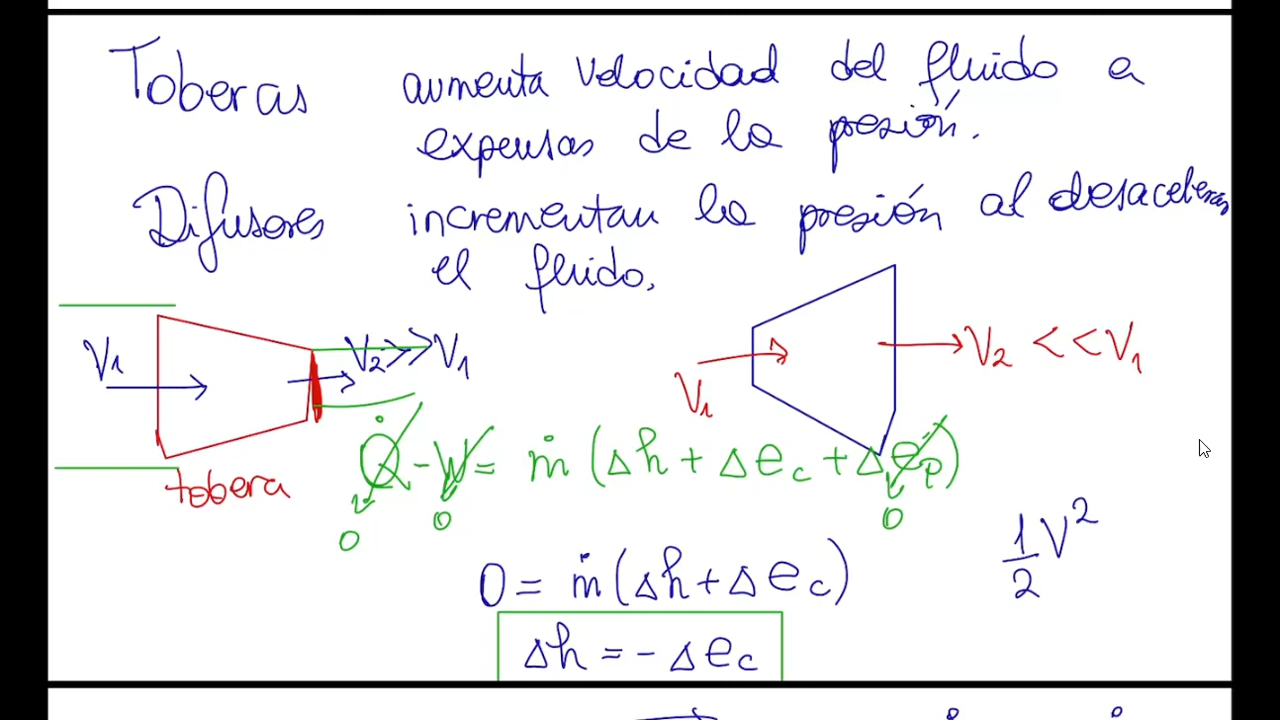 Toberas aumenta velocidad del fluido a
expensas de la presión.
Difusores incrementan la presión al desaceleras
el fluido.
V1 V2 >> V1
V1 V2 << V1
tobera
Q̇ - Ẇ = ṁ (Δh + Δec + Δep)
0 0 0
1/2 V²
0 = ṁ (Δh + Δec)
Δh = - Δec